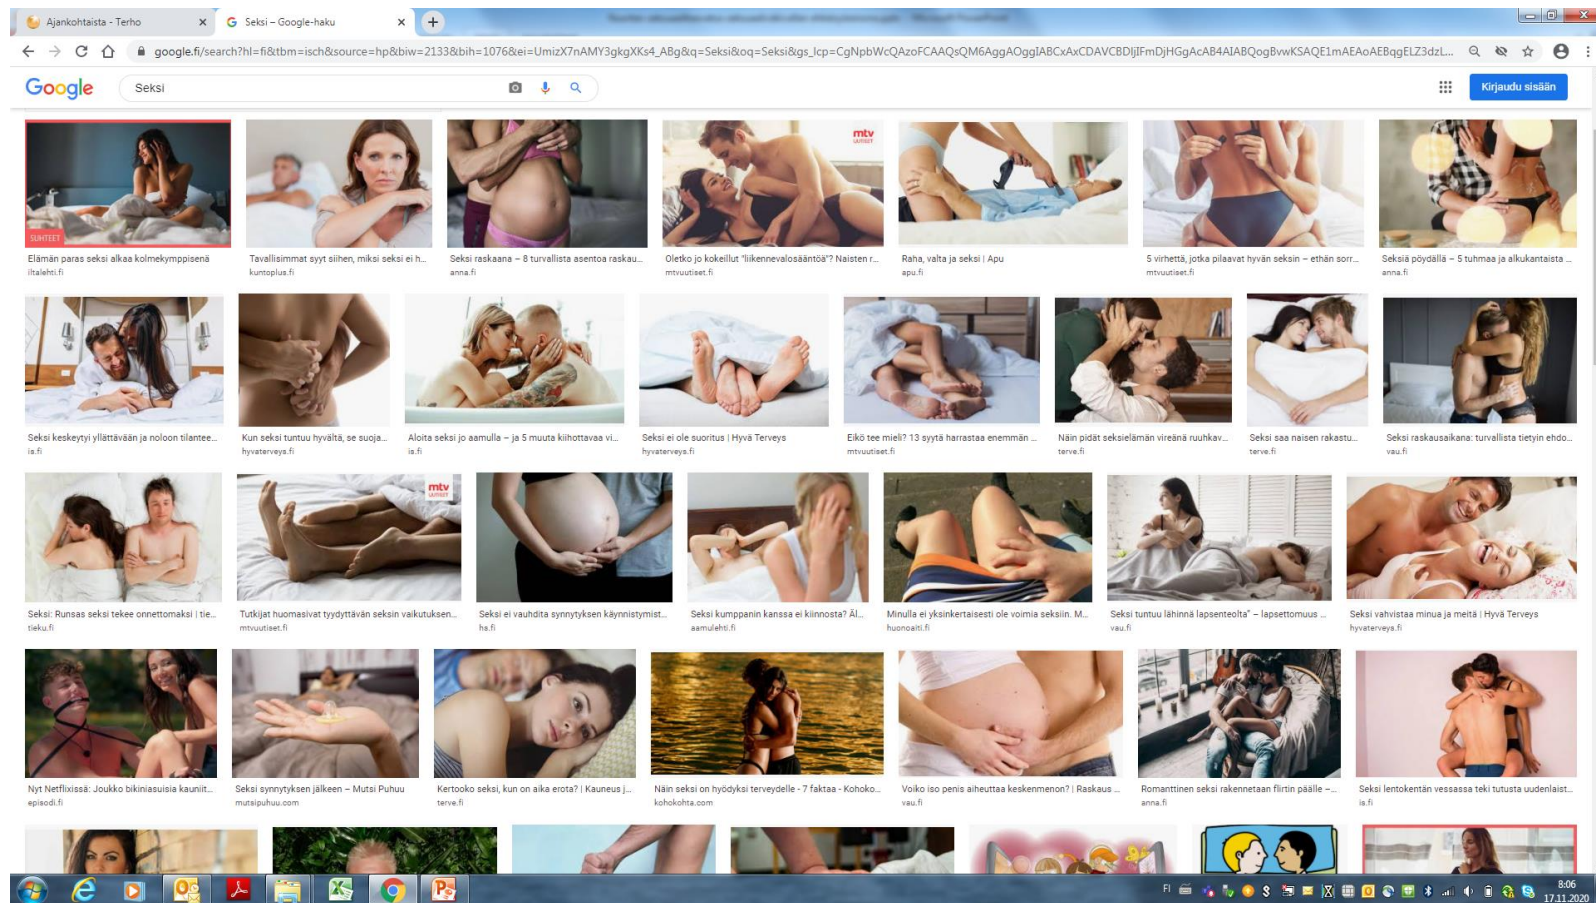 Ajankohtaista - Terho
Seksi – Google-haku
google.fi/search?hl=fi&tbm=isch&source=hp&biw=2133&bih=1076&ei=UmizX7nAMY3gkgXKs4_ABg&q=Seksi&oq=Seksi&gs_lcp=
Google
Seksi
Kirjaudu sisään
mtv
UUTISET
SUHTEET
Elämän paras seksi alkaa kolmekymppisenä
iltalehti.fi
Tavallisimmat syyt siihen, miksi seksi ei h...
kuntoplus.fi
Seksi raskaana – 8 turvallista asentoa raskau...
anna.fi
Oletko jo kokeillut "liikennevalosääntöä"? Naisten r...
mtvuutiset.fi
Raha, valta ja seksi | Apu
apu.fi
5 virhettä, jotka pilaavat hyvän seksin – ethän sorr...
mtvuutiset.fi
Seksiä pöydällä – 5 tuhmaa ja alkukantaista ...
anna.fi
Seksi keskeytyi yllättävään ja noloon tilantee...
is.fi
Kun seksi tuntuu hyvältä, se suoja...
hyvaterveys.fi
Aloita seksi jo aamulla – ja 5 muuta kiihottavaa vi...
is.fi
Seksi ei ole suoritus | Hyvä Terveys
hyvaterveys.fi
Eikö tee mieli? 13 syytä harrastaa enemmän ...
mtvuutiset.fi
Näin pidät seksielämän vireänä ruuhkav...
terve.fi
Seksi saa naisen rakastu...
terve.fi
Seksi raskausaikana: turvallista tietyin ehdo...
vau.fi
mtv
UUTISET
Seksi: Runsas seksi tekee onnettomaksi | tie...
tieku.fi
Tutkijat huomasivat tyydyttävän seksin vaikutuksen...
mtvuutiset.fi
Seksi ei vauhdita synnytyksen käynnistymist...
ha.fi
Seksi kumppanin kanssa ei kiinnosta? Äl...
aamulehti.fi
Minulla ei yksinkertaisesti ole voimia seksiin. M...
huonoaiti.fi
Seksi tuntuu lähinnä lapsenteolta" – lapsettomuus ...
vau.fi
Seksi vahvistaa minua ja meitä | Hyvä Terveys
hyvaterveys.fi
Nyt Netflixissä: Joukko bikiniasuisia kauniit...
episodi.fi
Seksi synnytyksen jälkeen – Mutsi Puhuu
mutsipuhuu.com
Kertooko seksi, kun on aika erota? | Kauneus j...
terve.fi
Näin seksi on hyödyksi terveydelle - 7 faktaa - Kohoko...
kohokohta.com
Voiko iso penis aiheuttaa keskenmenon? | Raskaus ...
vau.fi
Romanttinen seksi rakennetaan flirtin päälle –...
anna.fi
Seksi lentokentän vessassa teki tutusta uudenlaist...
is.fi
FI
8:06
17.11.2020